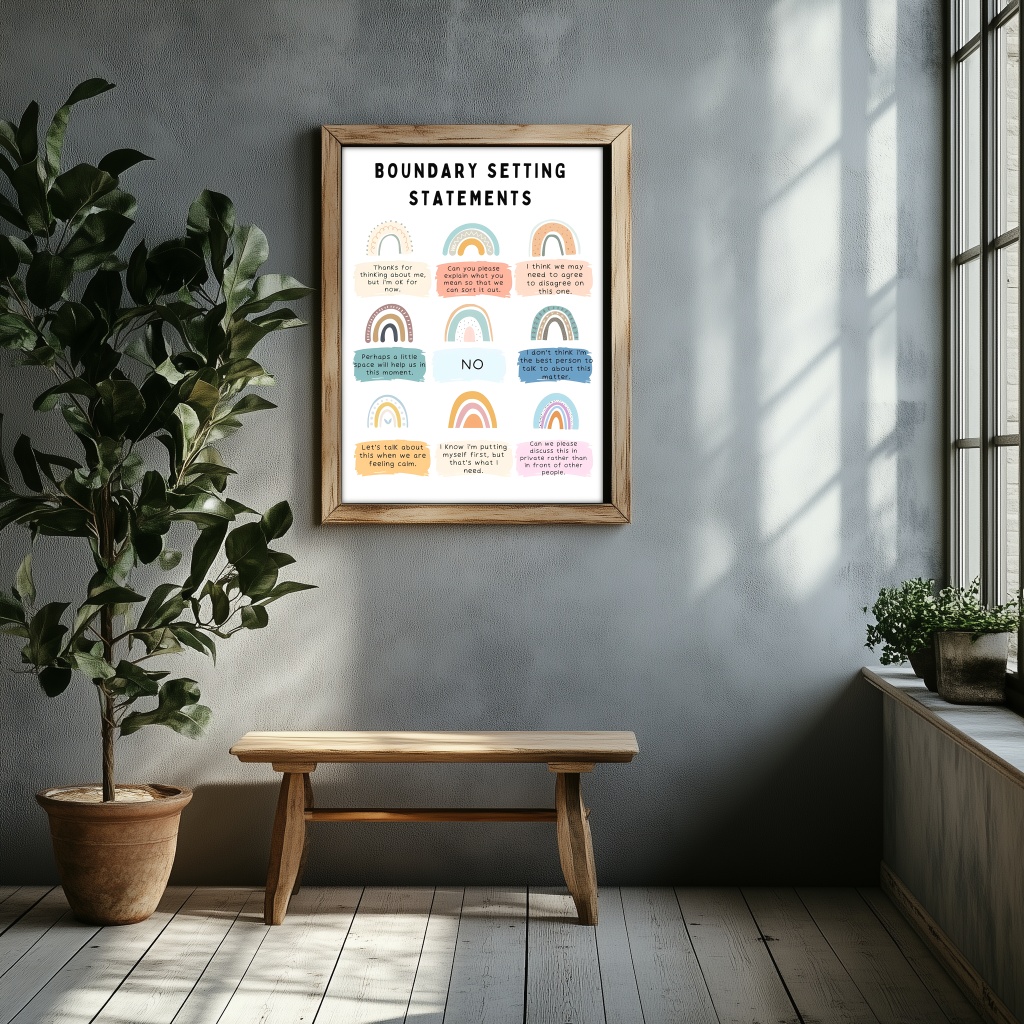 BOUNDARY SETTING
STATEMENTS
Thanks for
thinking about me,
but i'm ok for
now.
Can you please
explain what you
mean so that we
can sort it out.
I think we may
need to agree
to disagree on
this one.
Perhaps a little
space will help us in
this moment.
NO
I don't think I'm
the best person to
talk to about this
matter.
Let's talk about
this when we are
feeling calm.
I know i'm putting
myself first, but
that's what I
need.
Can we please
discuss this in
private rather than
in front of other
people.